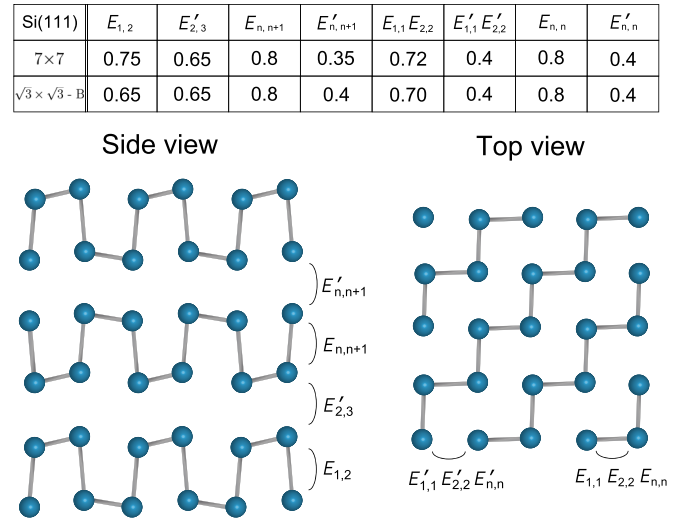 Si(111) E1, 2 E′2, 3 En, n+1 E′n, n+1 E1,1 E2,2 E′1,1 E′2,2 En, n E′n, n
7×7 0.75 0.65 0.8 0.35 0.72 0.4 0.8 0.4
√3 × √3 - B 0.65 0.65 0.8 0.4 0.70 0.4 0.8 0.4
Side view
Top view
E′n,n+1
En,n+1
E′2,3
E1,2
E′1,1 E′2,2 E′n,n
E1,1 E2,2 En,n